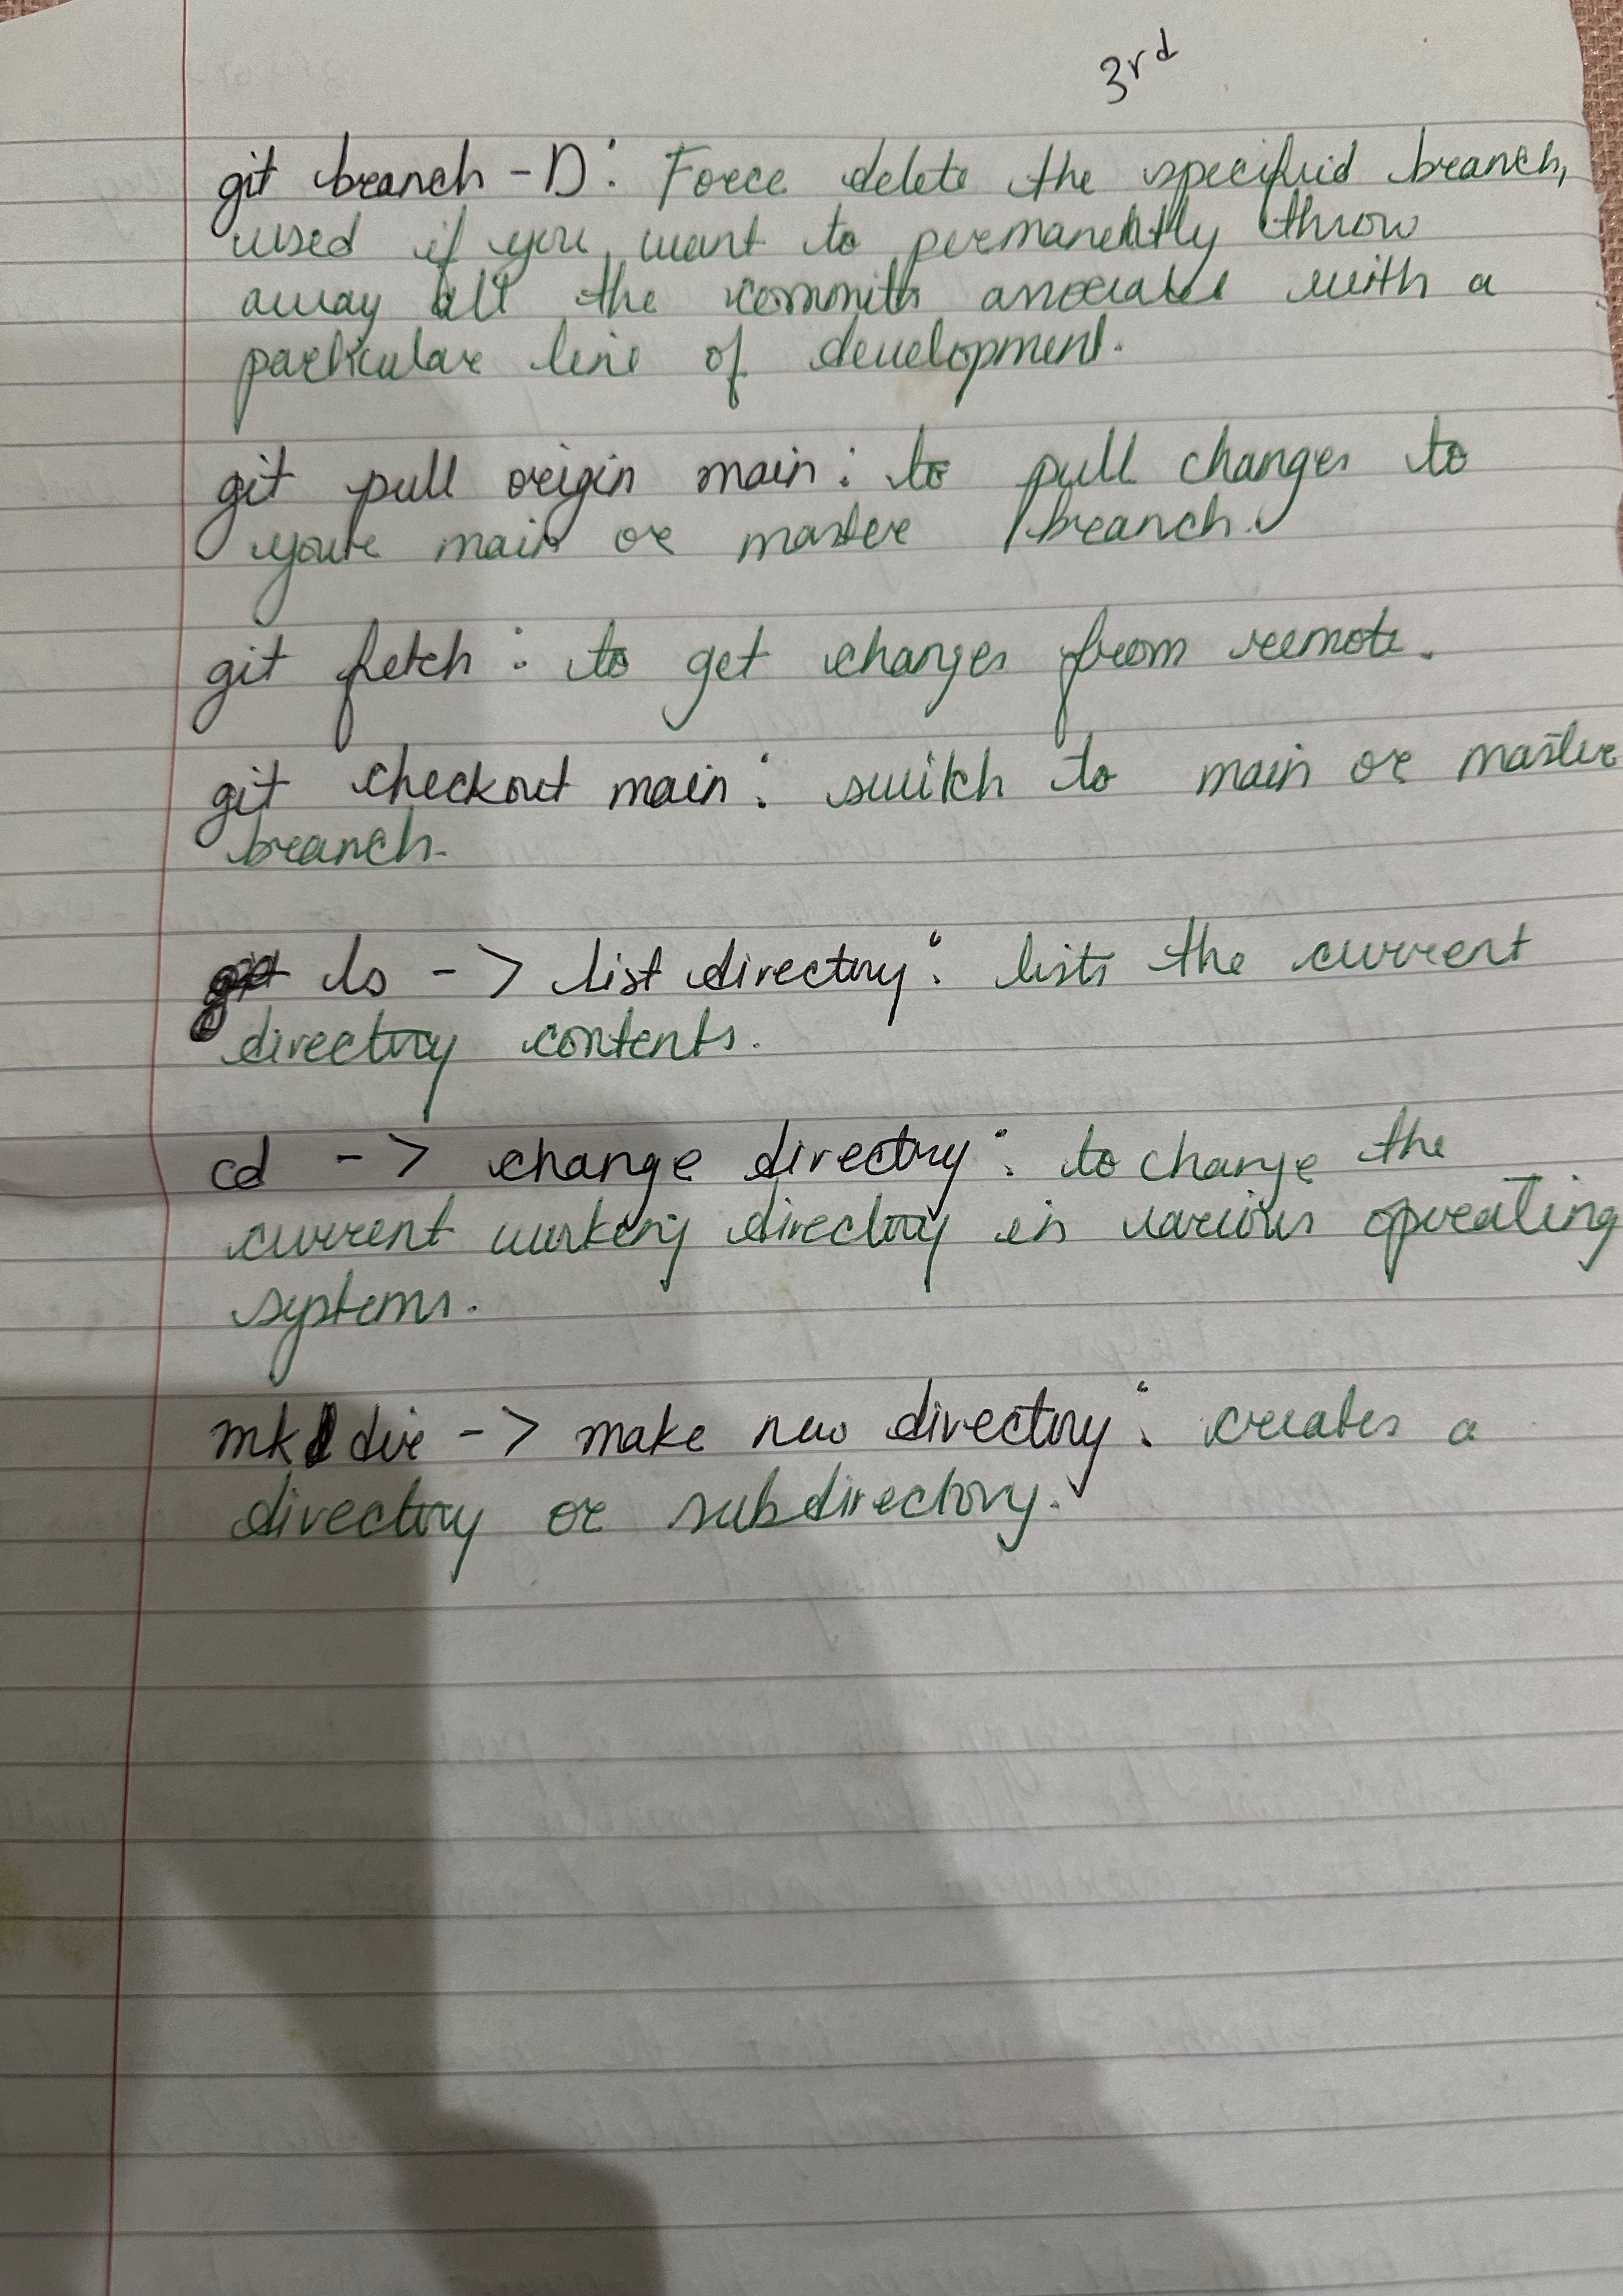 3rd
git branch -D: Force delete the specified branch,
used if you want to permanently throw
away all the commits associated with a
particular line of development.
git pull origin main: to pull changes to
your main or master branch.
git fetch: to get changes from remote.
git checkout main: switch to main or master
branch.
ls -> list directory: lists the current
directory contents.
cd -> change directory: to change the
current working directory in various operating
systems.
mkdir -> make new directory: creates a
directory or subdirectory.